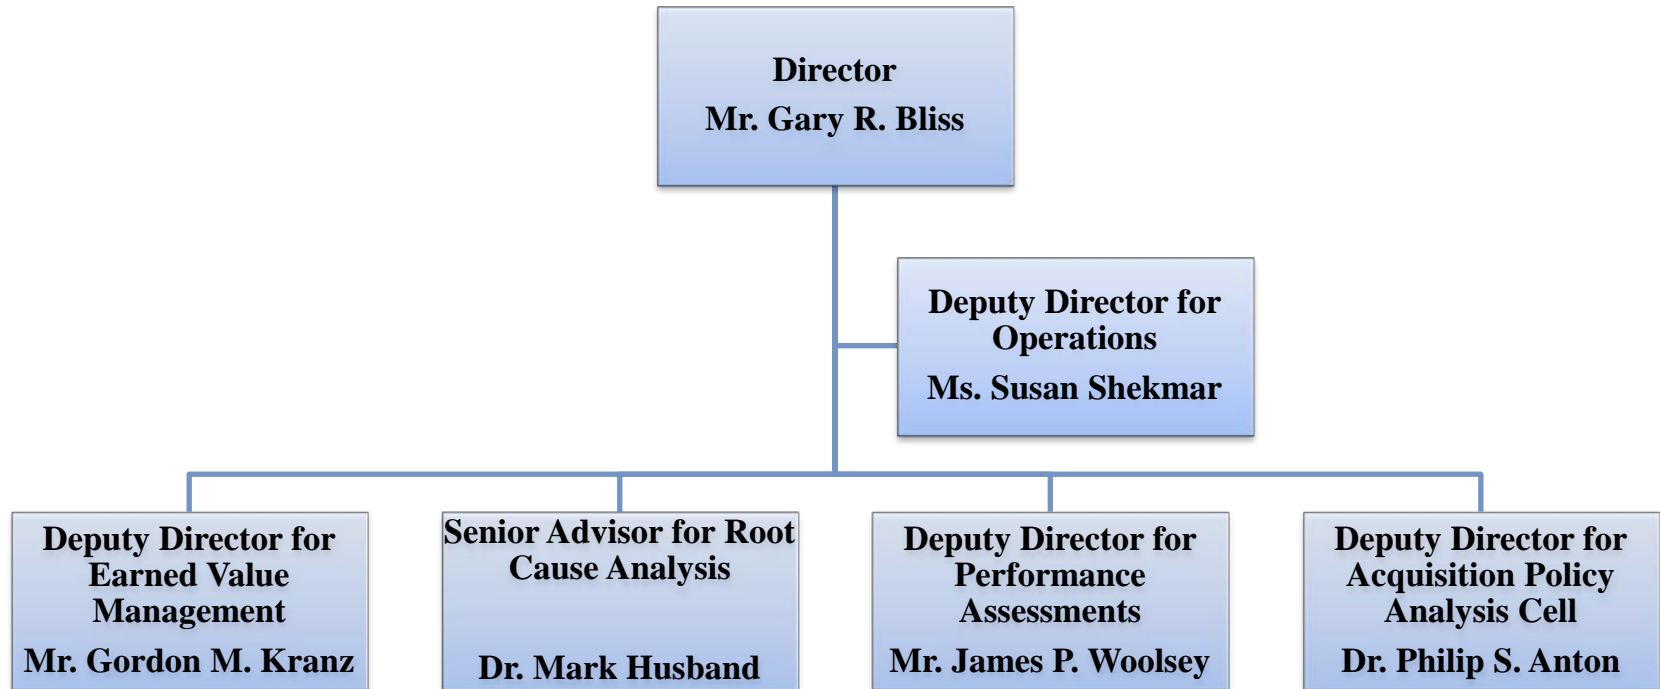 Director
Mr. Gary R. Bliss
Deputy Director for
Operations
Ms. Susan Shekmar
Deputy Director for
Earned Value
Management
Mr. Gordon M. Kranz
Senior Advisor for Root
Cause Analysis
Dr. Mark Husband
Deputy Director for
Performance
Assessments
Mr. James P. Woolsey
Deputy Director for
Acquisition Policy
Analysis Cell
Dr. Philip S. Anton